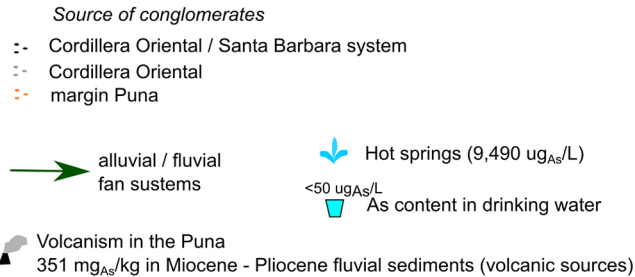 Source of conglomerates
Cordillera Oriental / Santa Barbara system
Cordillera Oriental
margin Puna
alluvial / fluvial
fan sustems
Hot springs (9,490 ugAs/L)
<50 ugAs/L
As content in drinking water
Volcanism in the Puna
351 mgAs/kg in Miocene - Pliocene fluvial sediments (volcanic sources)